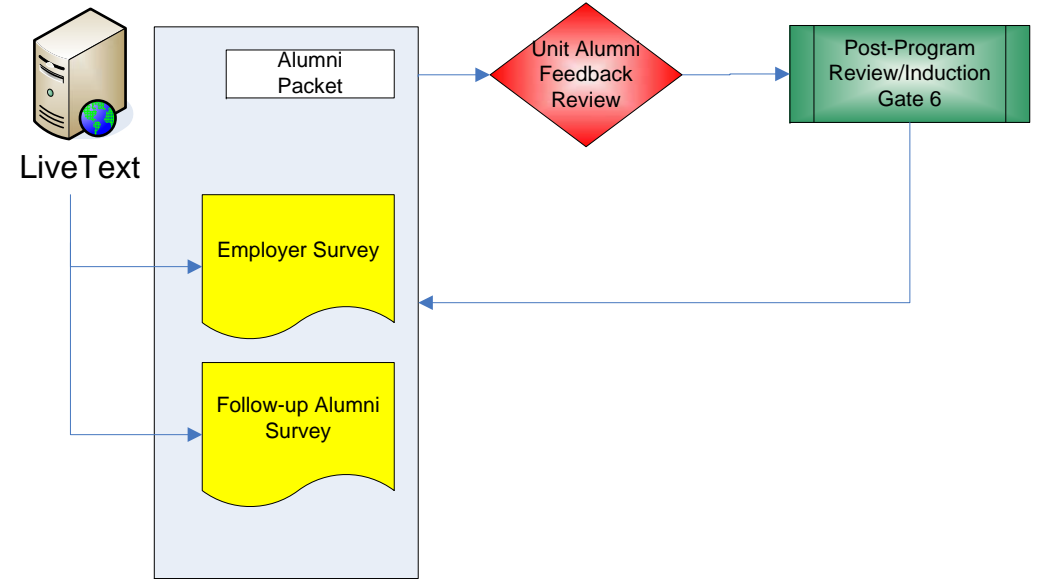 LiveText
Alumni
Packet
Unit Alumni
Feedback
Review
Post-Program
Review/Induction
Gate 6
Employer Survey
Follow-up Alumni
Survey